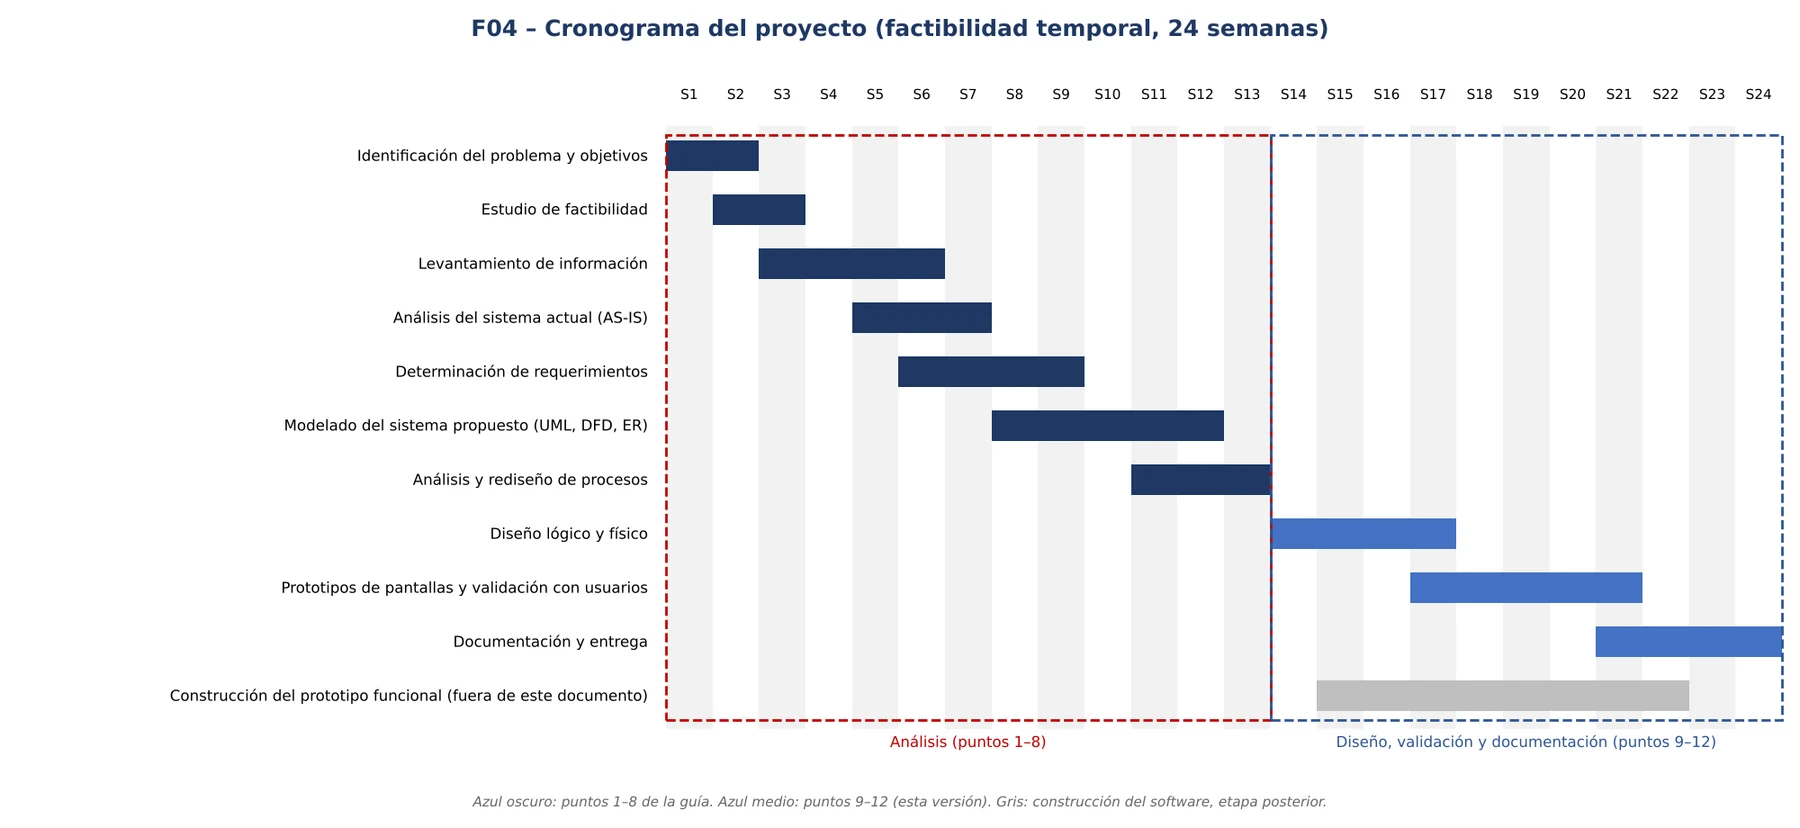 F04 – Cronograma del proyecto (factibilidad temporal, 24 semanas)
S1 S2 S3 S4 S5 S6 S7 S8 S9 S10 S11 S12 S13 S14 S15 S16 S17 S18 S19 S20 S21 S22 S23 S24
Identificación del problema y objetivos
Estudio de factibilidad
Levantamiento de información
Análisis del sistema actual (AS-IS)
Determinación de requerimientos
Modelado del sistema propuesto (UML, DFD, ER)
Análisis y rediseño de procesos
Diseño lógico y físico
Prototipos de pantallas y validación con usuarios
Documentación y entrega
Construcción del prototipo funcional (fuera de este documento)
Análisis (puntos 1–8)
Diseño, validación y documentación (puntos 9–12)
Azul oscuro: puntos 1–8 de la guía. Azul medio: puntos 9–12 (esta versión). Gris: construcción del software, etapa posterior.